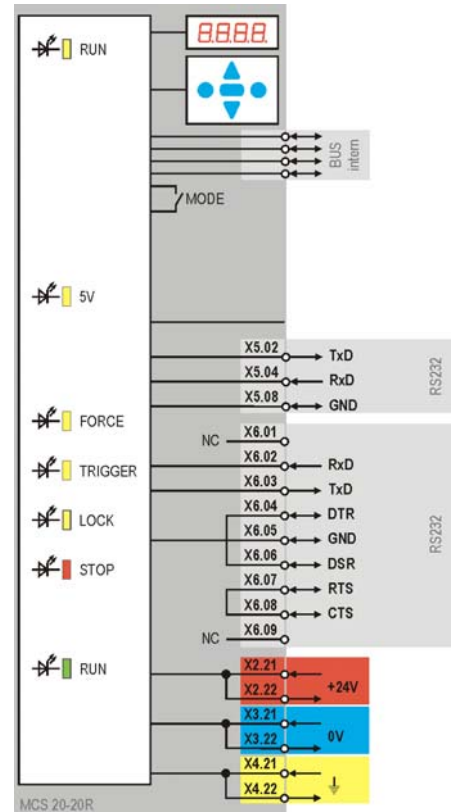 8.8.8.8.
RUN
BUS
intern
MODE
5V
X5.02 TxD
X5.04 RxD
X5.08 GND
RS232
FORCE
NC X6.01
TRIGGER
X6.02 RxD
X6.03 TxD
X6.04 DTR
LOCK
X6.05 GND
X6.06 DSR
STOP
X6.07 RTS
X6.08 CTS
NC X6.09
RS232
RUN
X2.21
X2.22
+24V
X3.21
X3.22
0V
X4.21
X4.22
MCS 20-20R